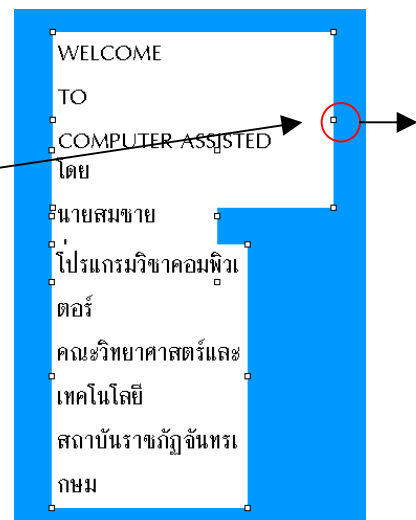 WELCOME
TO
COMPUTER ASSISTED
โดย
นายสมชาย
โปรแกรมวิชาคอมพิวเ
ตอร์
คณะวิทยาศาสตร์และ
เทคโนโลยี
สถาบันราชภัฏจันทรเ
กษม